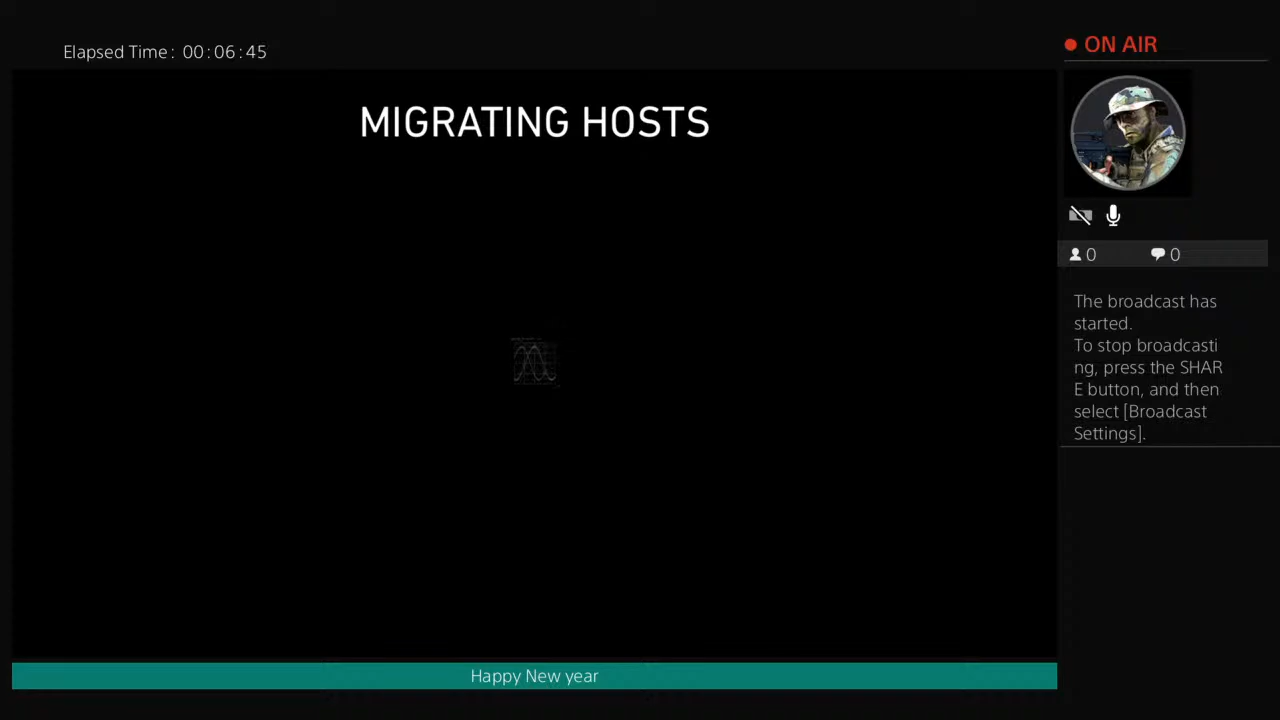 Elapsed Time: 00:06:45
ON AIR
MIGRATING HOSTS
0 0
The broadcast has
started.
To stop broadcasti
ng, press the SHAR
E button, and then
select [Broadcast
Settings].
Happy New year